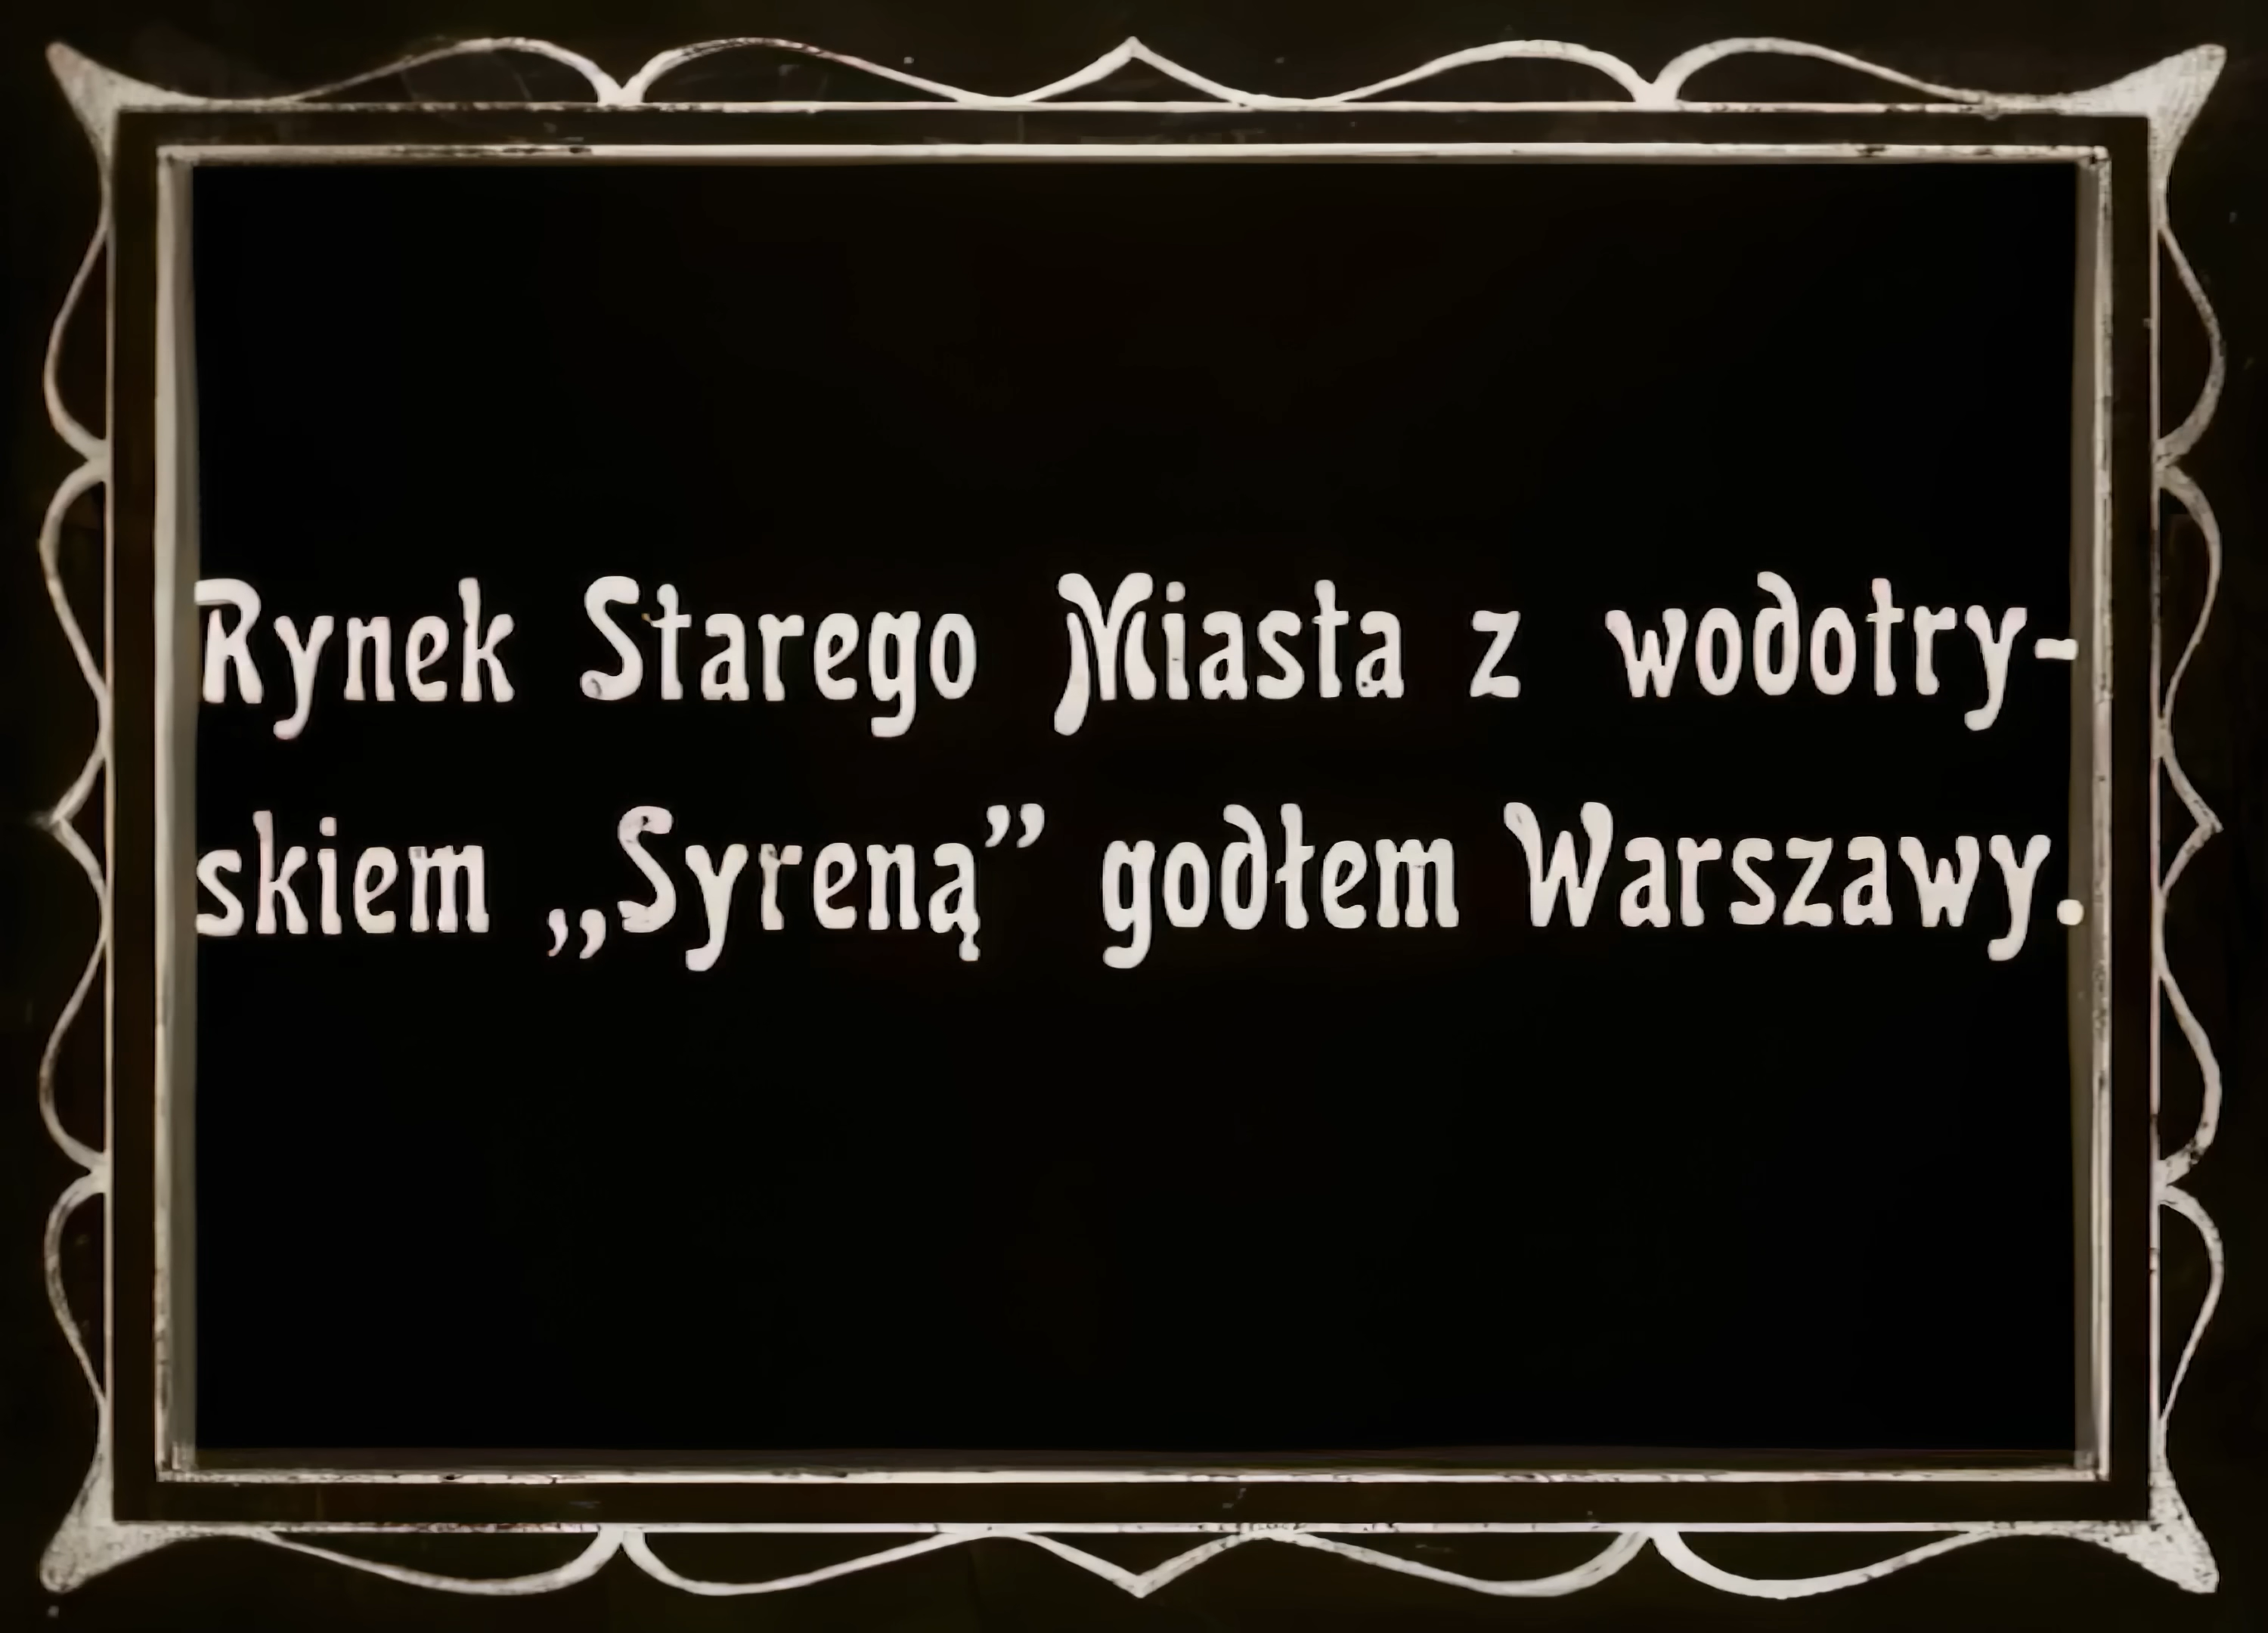 Rynek Starego Miasta z wodotry-
skiem „Syreną” godłem Warszawy.